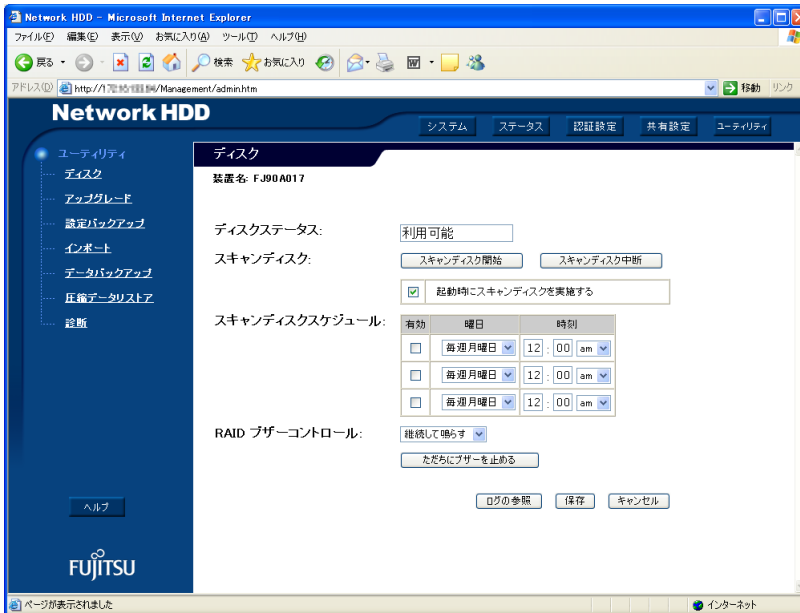 Network HDD - Microsoft Internet Explorer
ファイル(F) 編集(E) 表示(V) お気に入り(A) ツール(T) ヘルプ(H)
戻る 検索 お気に入り
アドレス(D) /Management/admin.htm 移動 リンク
Network HDD
システム ステータス 認証設定 共有設定 ユーティリティ
ユーティリティ
ディスク
アップグレード
設定バックアップ
インポート
データバックアップ
圧縮データリストア
診断
ヘルプ
FUJITSU
ディスク
装置名: FJ90A017
ディスクステータス: 利用可能
スキャンディスク: スキャンディスク開始 スキャンディスク中断
起動時にスキャンディスクを実施する
スキャンディスクスケジュール: 有効 曜日 時刻
毎週月曜日 12 : 00 am
毎週月曜日 12 : 00 am
毎週月曜日 12 : 00 am
RAID ブザーコントロール: 継続して鳴らす
ただちにブザーを止める
ログの参照 保存 キャンセル
ページが表示されました インターネット